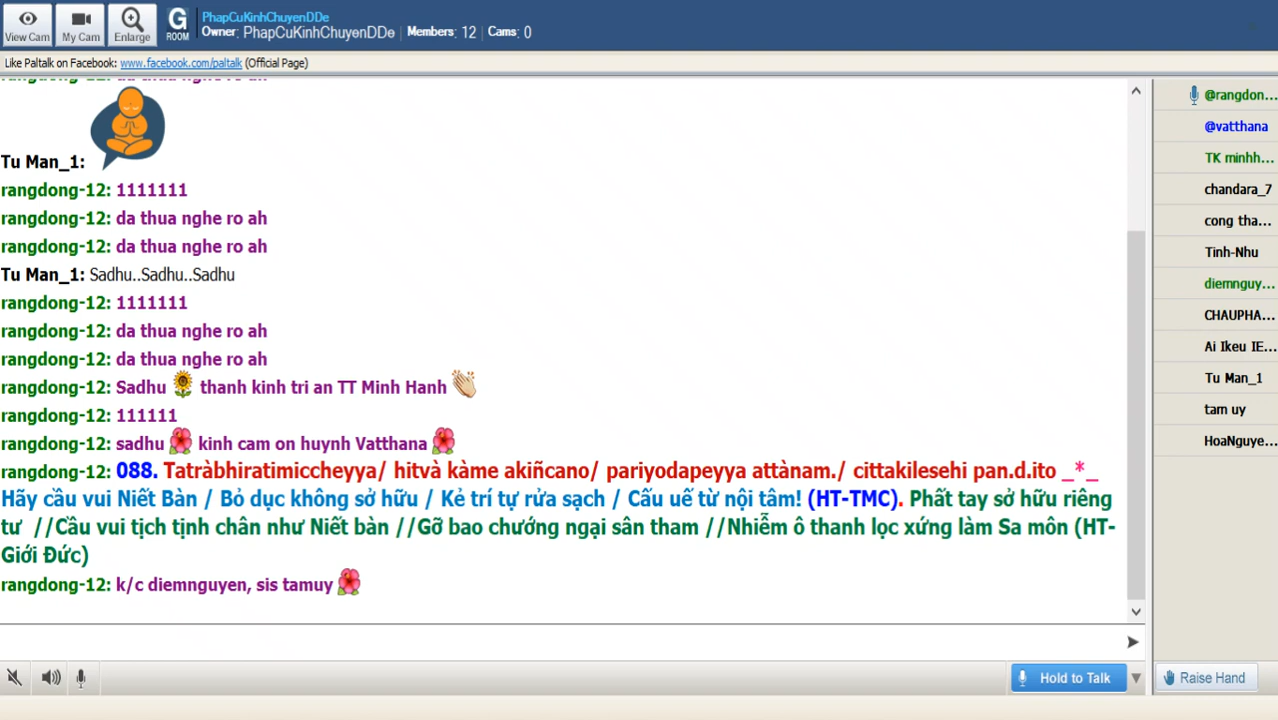 View Cam
My Cam
Enlarge
G
ROOM
PhapCuKinhChuyenDDe
Owner: PhapCuKinhChuyenDDe Members: 12 Cams: 0
Like Paltalk on Facebook: www.facebook.com/paltalk (Official Page)
rangdong-12: da thua nghe ro ah
Tu Man_1:
rangdong-12: 1111111
rangdong-12: da thua nghe ro ah
rangdong-12: da thua nghe ro ah
Tu Man_1: Sadhu..Sadhu..Sadhu
rangdong-12: 1111111
rangdong-12: da thua nghe ro ah
rangdong-12: da thua nghe ro ah
rangdong-12: Sadhu thanh kinh tri an TT Minh Hanh
rangdong-12: 111111
rangdong-12: sadhu kinh cam on huynh Vatthana
rangdong-12: 088. Tatràbhiratimiccheyya/ hitvà kàme akiñcano/ pariyodapeyya attànam./ cittakilesehi pan.d.ito _*_
Hãy cầu vui Niết Bàn / Bỏ dục không sở hữu / Kẻ trí tự rửa sạch / Cấu uế từ nội tâm! (HT-TMC). Phất tay sở hữu riêng
tư //Cầu vui tịch tịnh chân như Niết bàn //Gỡ bao chướng ngại sân tham //Nhiễm ô thanh lọc xứng làm Sa môn (HT-
Giới Đức)
rangdong-12: k/c diemnguyen, sis tamuy
@rangdon...
@vatthana
TK minhh...
chandara_7
cong tha...
Tinh-Nhu
diemnguy...
CHAUPHA...
Ai Ikeu IE...
Tu Man_1
tam uy
HoaNguye...
Hold to Talk
Raise Hand